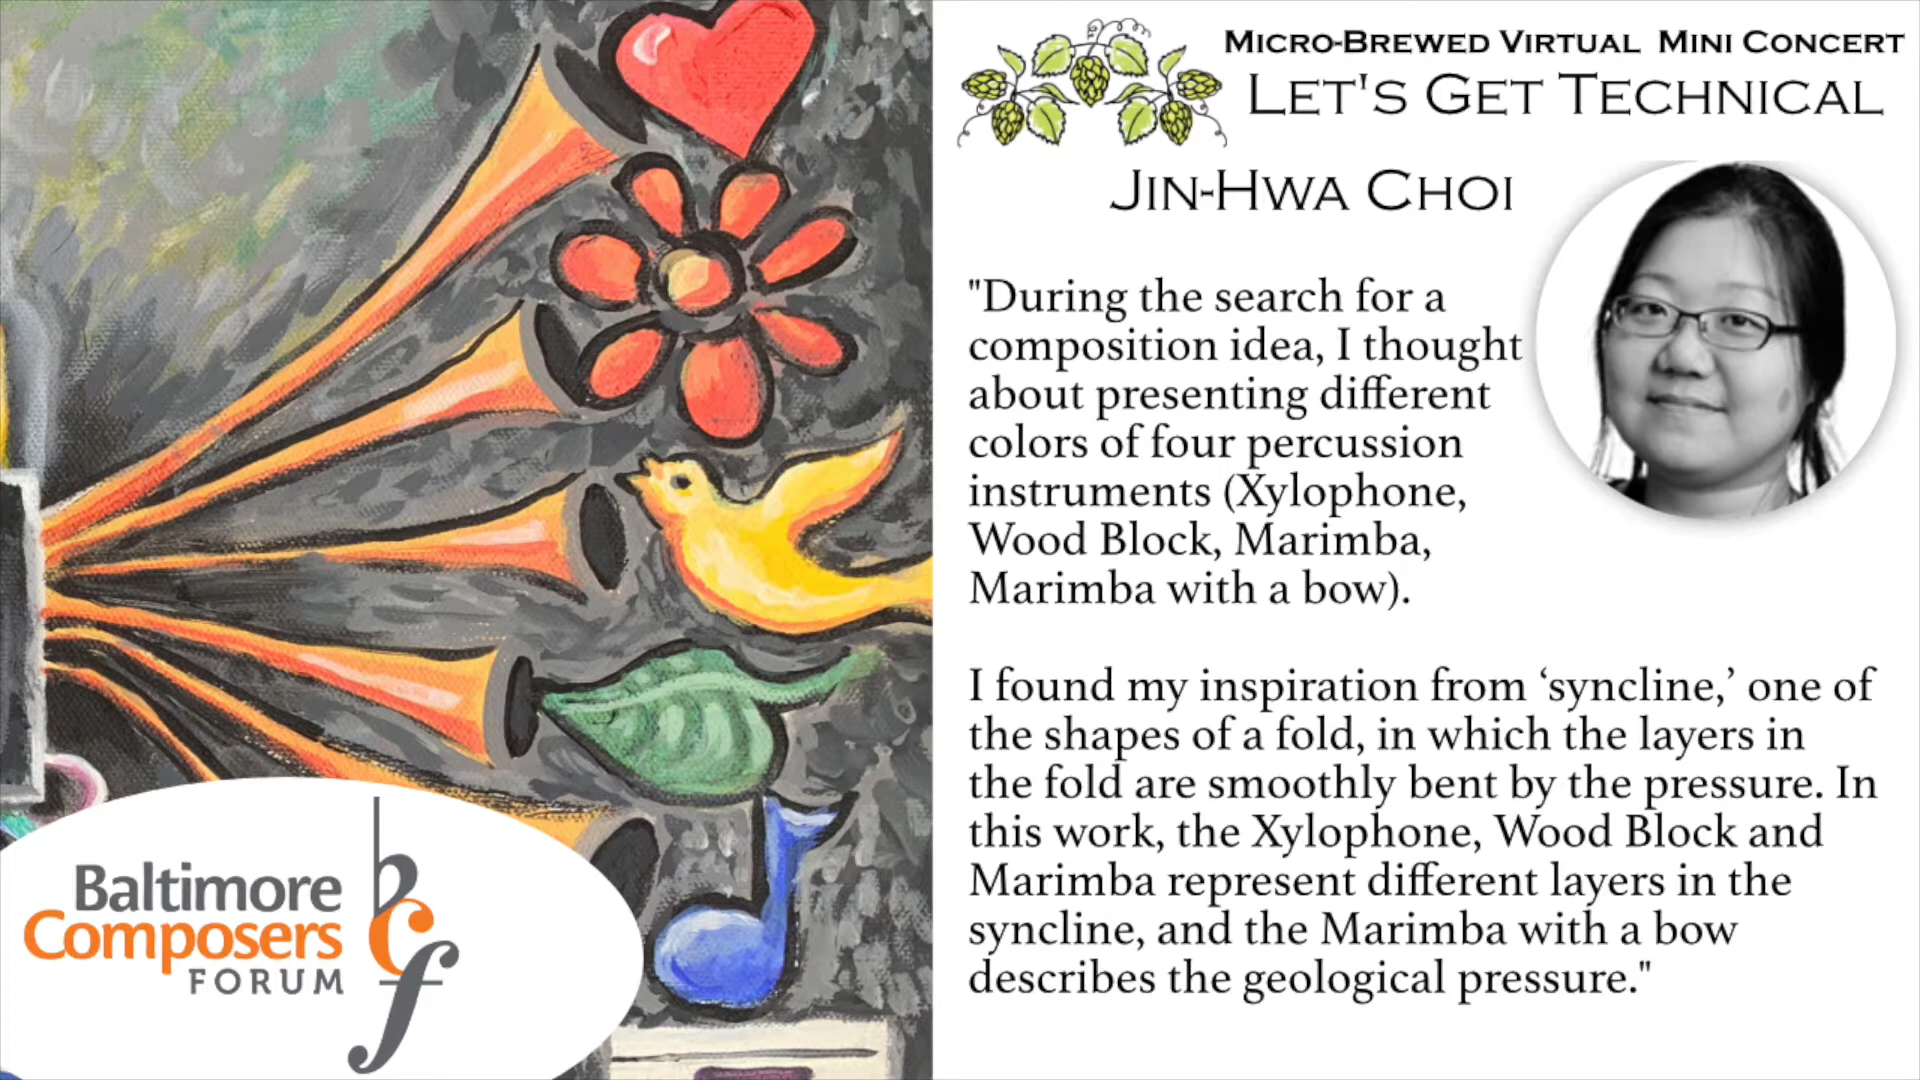 MICRO-BREWED VIRTUAL MINI CONCERT
LET'S GET TECHNICAL
JIN-HWA CHOI
"During the search for a
composition idea, I thought
about presenting different
colors of four percussion
instruments (Xylophone,
Wood Block, Marimba,
Marimba with a bow).
I found my inspiration from ‘syncline,’ one of
the shapes of a fold, in which the layers in
the fold are smoothly bent by the pressure. In
this work, the Xylophone, Wood Block and
Marimba represent different layers in the
syncline, and the Marimba with a bow
describes the geological pressure."
Baltimore
Composers
FORUM
bcf